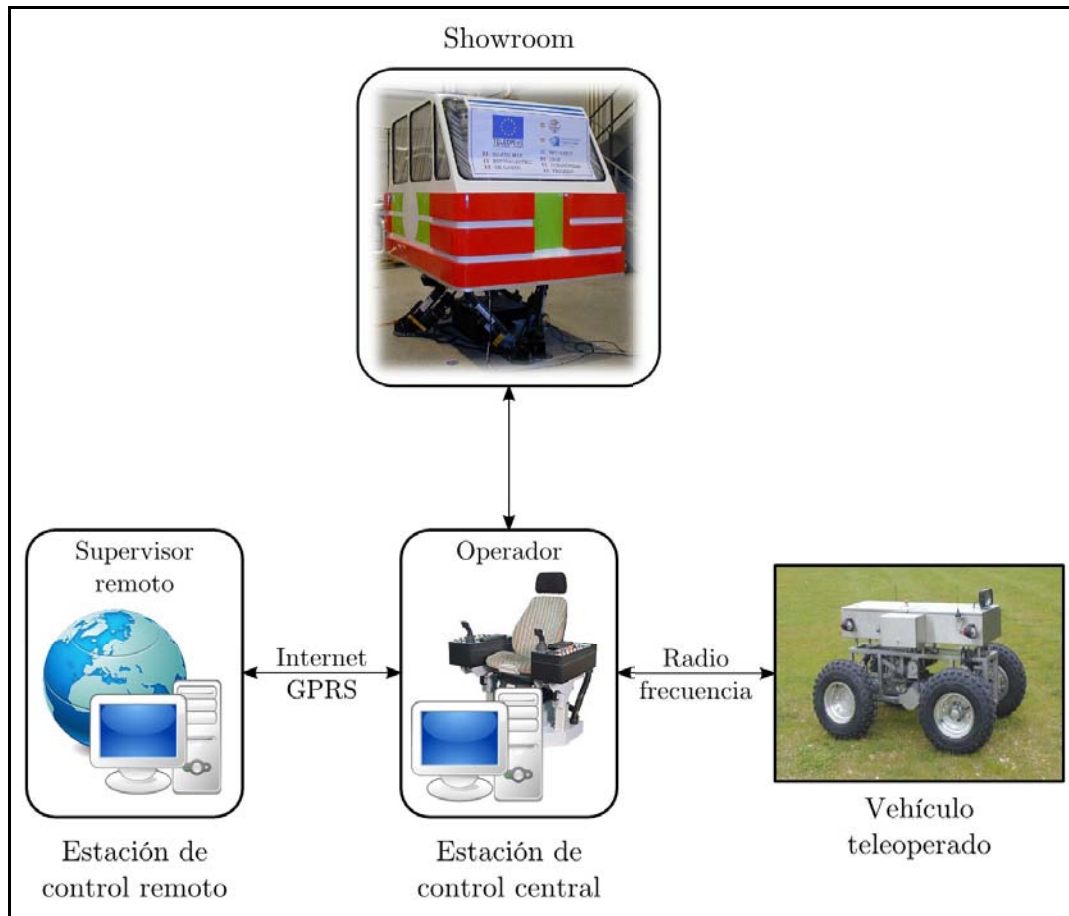 Showroom
Supervisor
remoto
Operador
Internet
GPRS
Radio
frecuencia
Estación de
control remoto
Estación de
control central
Vehículo
teleoperado